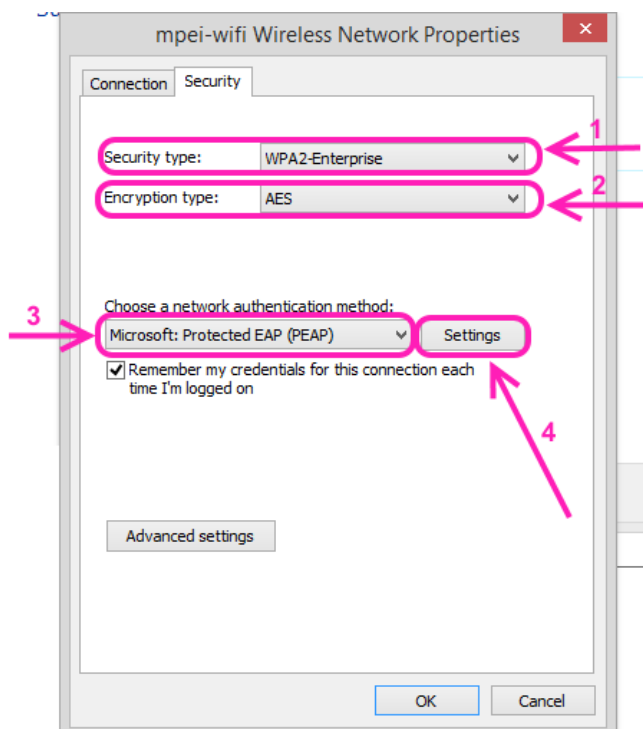 mpei-wifi Wireless Network Properties
Connection
Security
1
Security type:
WPA2-Enterprise
2
Encryption type:
AES
Choose a network authentication method:
3
Microsoft: Protected EAP (PEAP)
Settings
Remember my credentials for this connection each
time I'm logged on
4
Advanced settings
OK
Cancel